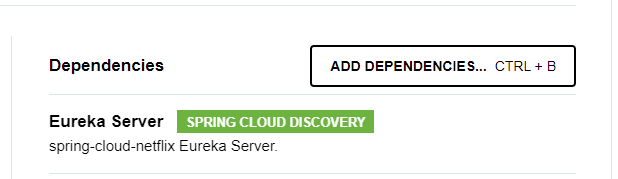 Dependencies
ADD DEPENDENCIES... CTRL + B
Eureka Server SPRING CLOUD DISCOVERY
spring-cloud-netflix Eureka Server.